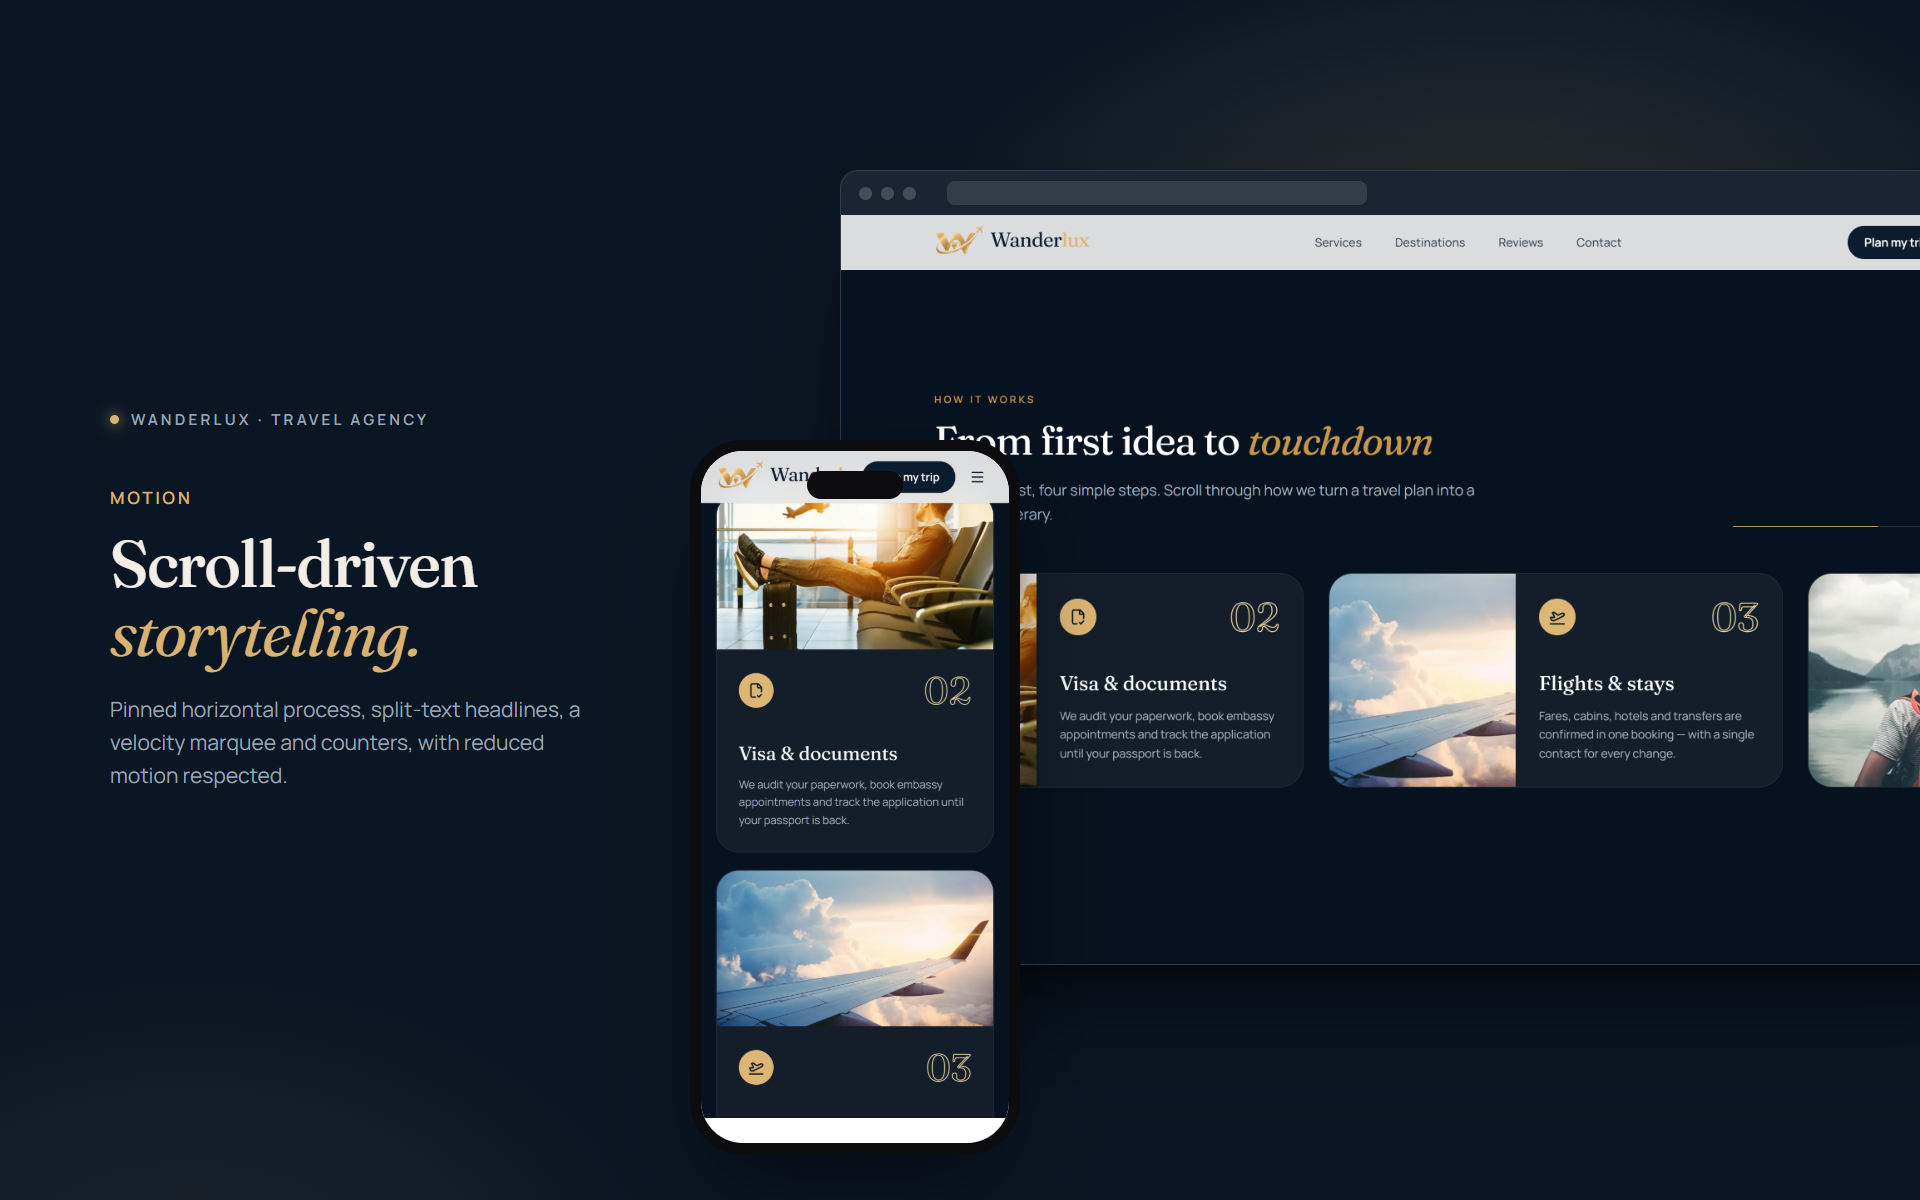 WANDERLUX · TRAVEL AGENCY
MOTION
Scroll-driven
storytelling.
Pinned horizontal process, split-text headlines, a
velocity marquee and counters, with reduced
motion respected.
Wanderlux
Services
Destinations
Reviews
Contact
Plan my
HOW IT WORKS
From first idea to touchdown
four simple steps. Scroll through how we turn a travel plan into a
02
Visa & documents
We audit your paperwork, book embassy
appointments and track the application
until your passport is back.
03
Flights & stays
Fares, cabins, hotels and transfers are
confirmed in one booking — with a single
contact for every change.
my trip
02
Visa & documents
We audit your paperwork, book embassy
appointments and track the application until
your passport is back.
03